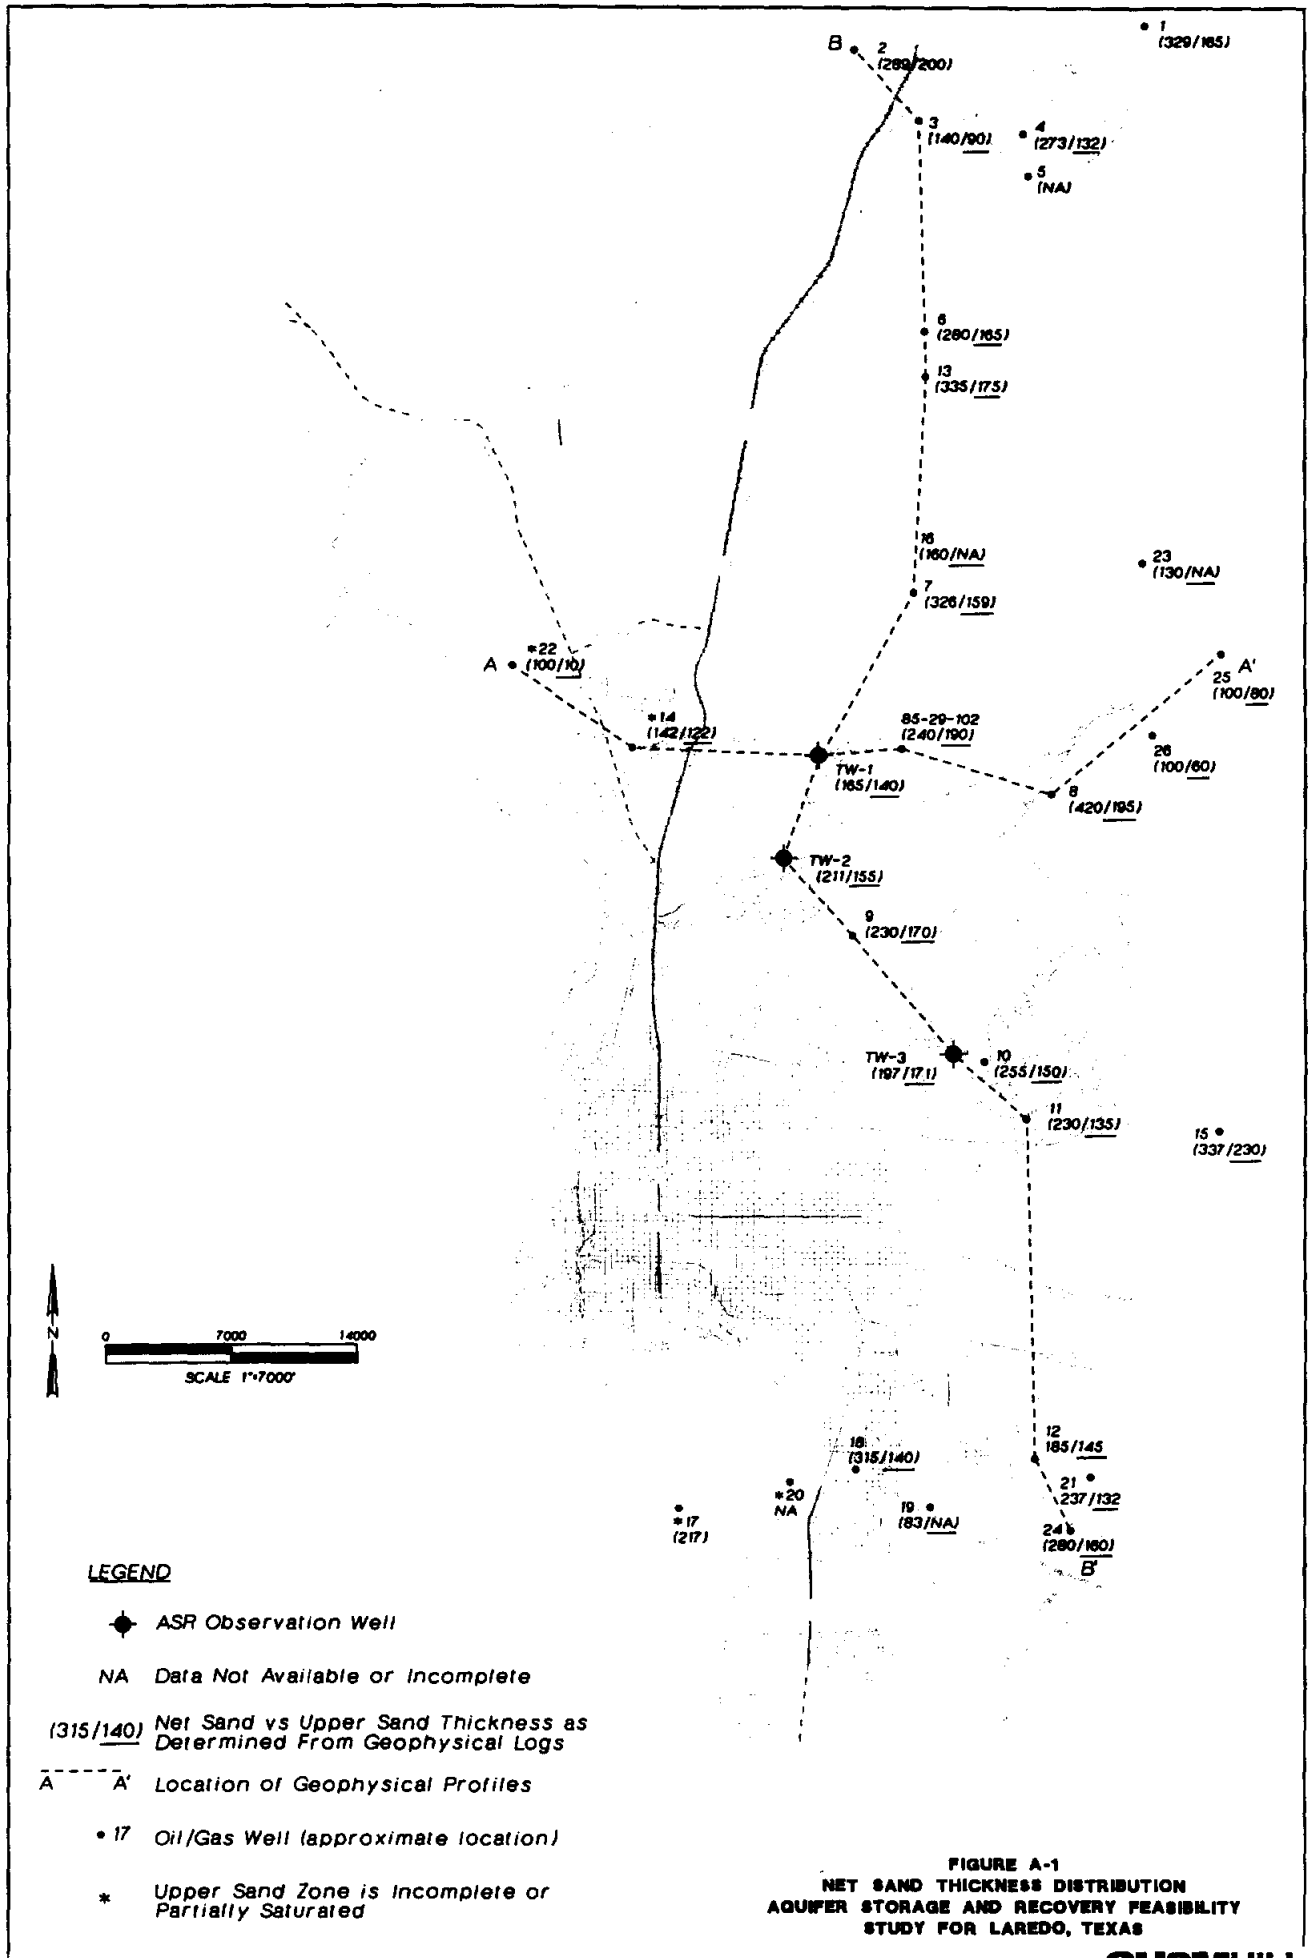 1
(329/165)
B
2
(289/200)
3
(140/90)
4
(273/132)
5
(NA)
6
(280/165)
13
(335/175)
16
(160/NA)
7
(326/159)
23
(130/NA)
A
*22
(100/10)
25
A'
(100/80)
*14
(142/122)
85-29-102
(240/190)
26
(100/60)
TW-1
(165/140)
8
(420/195)
TW-2
(211/155)
9
(230/170)
TW-3
(197/171)
10
(255/150)
11
(230/135)
15
(337/230)
N
0 7000 14000
SCALE 1"=7000'
12
185/145
18
(315/140)
21
237/132
*20
NA
19
(83/NA)
*17
(217)
24
(280/160)
B'
LEGEND
ASR Observation Well
NA Data Not Available or Incomplete
(315/140) Net Sand vs Upper Sand Thickness as
Determined From Geophysical Logs
A A' Location of Geophysical Profiles
17 Oil/Gas Well (approximate location)
* Upper Sand Zone is Incomplete or
Partially Saturated
FIGURE A-1
NET SAND THICKNESS DISTRIBUTION
AQUIFER STORAGE AND RECOVERY FEASIBILITY
STUDY FOR LAREDO, TEXAS